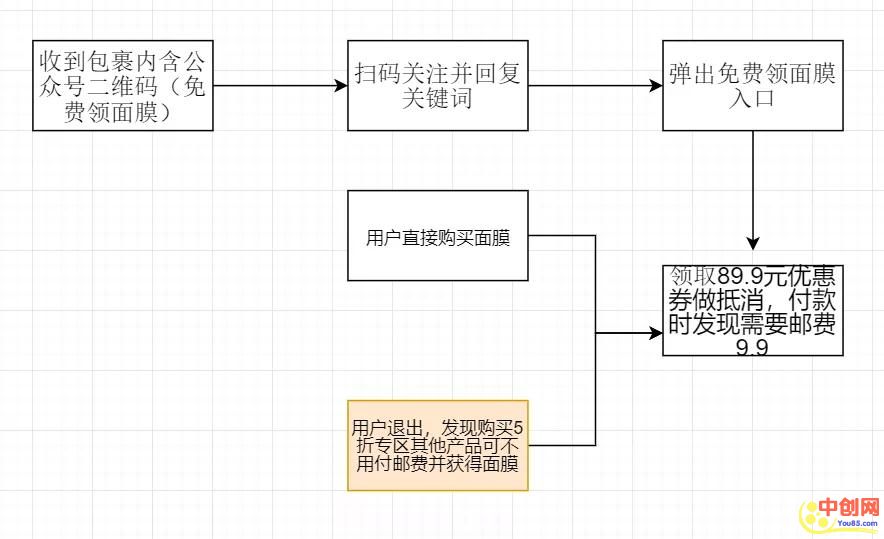 收到包裹内含公
众号二维码（免
费领面膜）
扫码关注并回复
关键词
弹出免费领面膜
入口
用户直接购买面膜
领取89.9元优惠
券做抵消，付款
时发现需要邮费
9.9
用户退出，发现购买5
折专区其他产品可不
用付邮费并获得面膜
中创网
You85.com